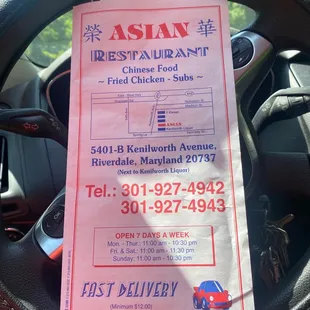 榮 ASIAN 華
RESTAURANT
Chinese Food
~ Fried Chicken - Subs ~
ASIAN
5401-B Kenilworth Avenue,
Riverdale, Maryland 20737
(Next to Kenilworth Liquor)
Tel.: 301-927-4942
301-927-4943
OPEN 7 DAYS A WEEK
Mon. - Thur.: 11:00 am - 10:30 pm
Fri. & Sat.: 11:00 am - 11:30 pm
Sunday: 11:00 am - 10:30 pm
FAST DELIVERY
(Minimum $12.00)